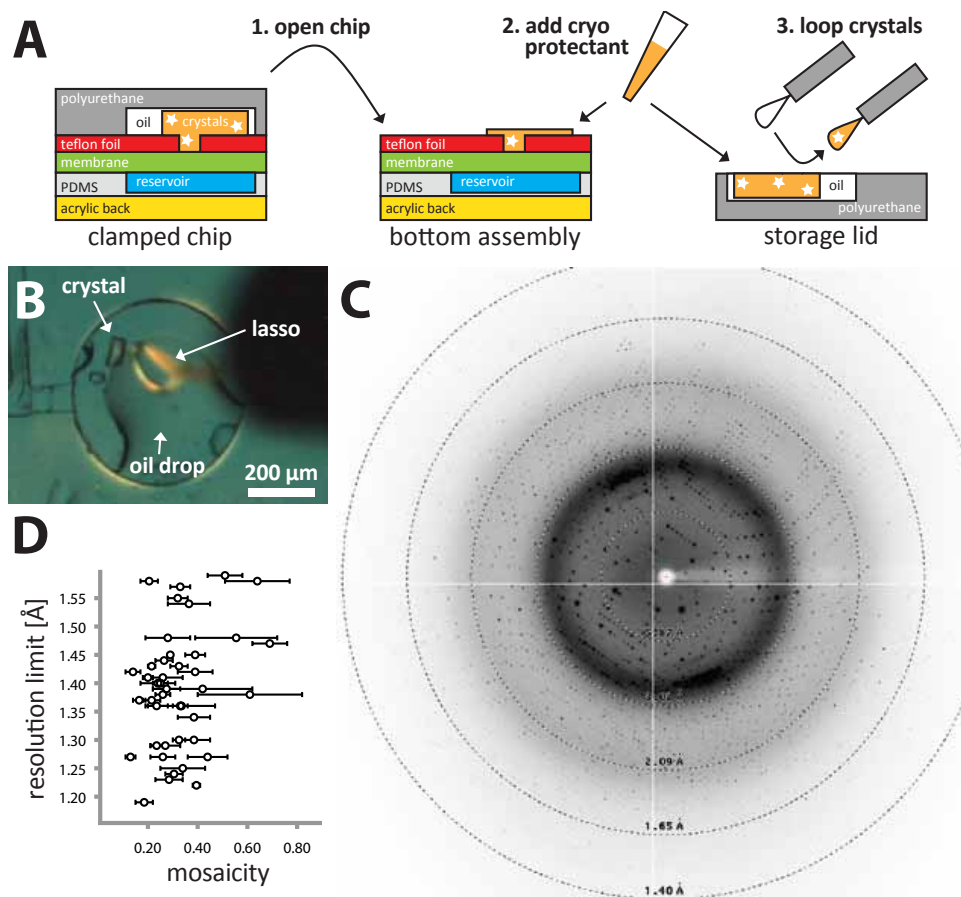 A
1. open chip
2. add cryo
protectant
3. loop crystals
polyurethane
oil
crystals
teflon foil
membrane
PDMS
reservoir
acrylic back
clamped chip
teflon foil
membrane
PDMS
reservoir
acrylic back
bottom assembly
oil
polyurethane
storage lid
B
crystal
lasso
oil drop
200 µm
C
2.09 Å
1.65 Å
1.40 Å
D
resolution limit [Å]
1.55
1.50
1.45
1.40
1.35
1.30
1.25
1.20
0.20
0.40
0.60
0.80
mosaicity